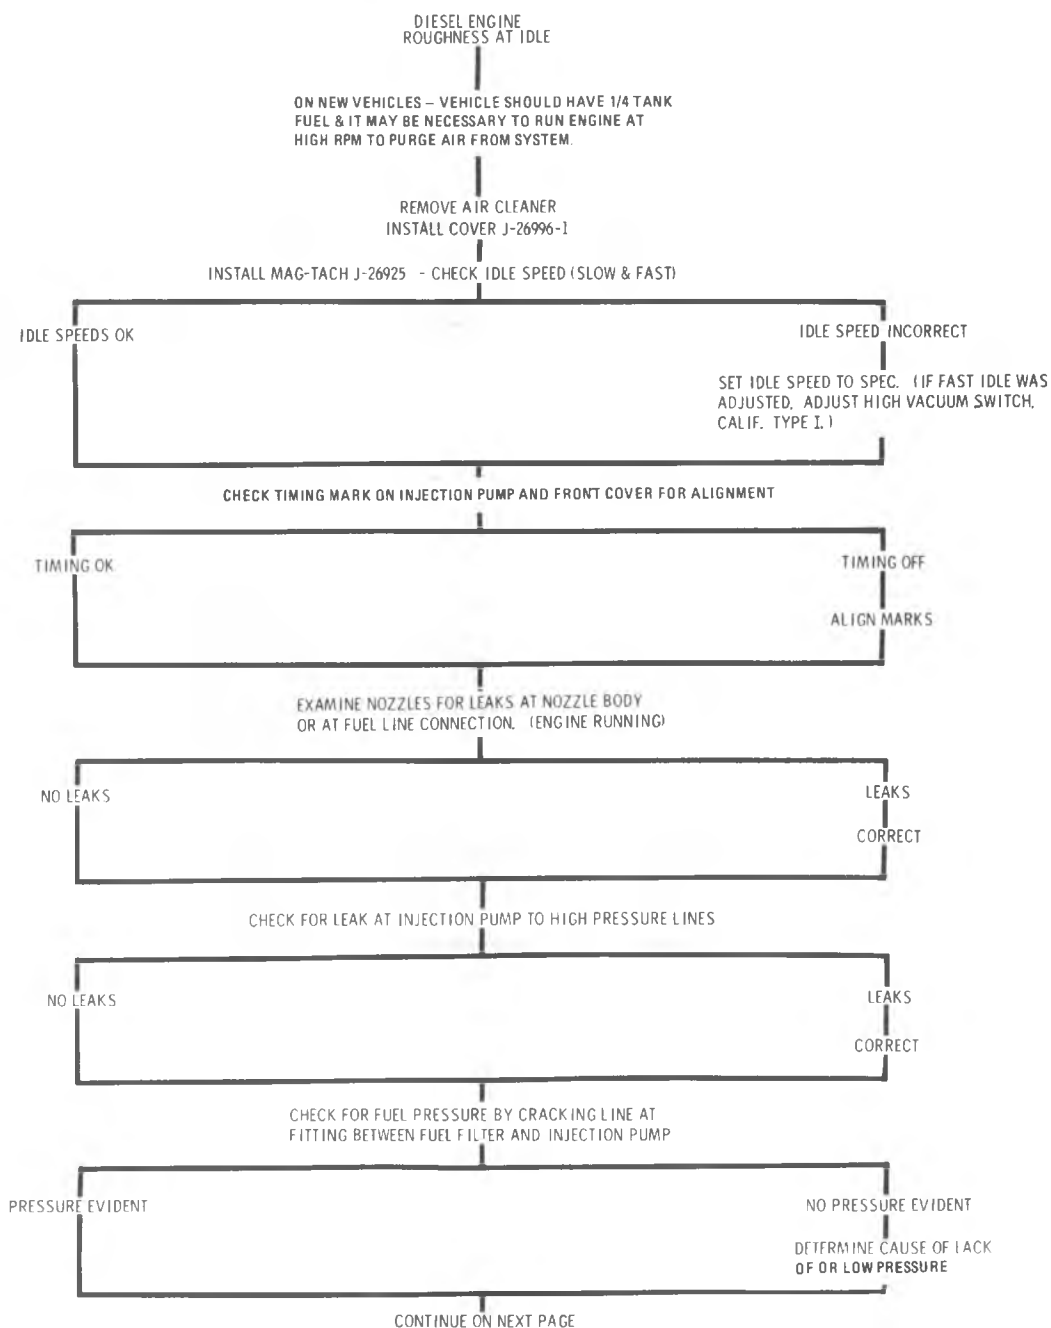 DIESEL ENGINE
ROUGHNESS AT IDLE
ON NEW VEHICLES – VEHICLE SHOULD HAVE 1/4 TANK
FUEL & IT MAY BE NECESSARY TO RUN ENGINE AT
HIGH RPM TO PURGE AIR FROM SYSTEM.
REMOVE AIR CLEANER
INSTALL COVER J-26996-1
INSTALL MAG-TACH J-26925 - CHECK IDLE SPEED (SLOW & FAST)
IDLE SPEEDS OK
IDLE SPEED INCORRECT
SET IDLE SPEED TO SPEC. (IF FAST IDLE WAS
ADJUSTED, ADJUST HIGH VACUUM SWITCH,
CALIF. TYPE I.)
CHECK TIMING MARK ON INJECTION PUMP AND FRONT COVER FOR ALIGNMENT
TIMING OK
TIMING OFF
ALIGN MARKS
EXAMINE NOZZLES FOR LEAKS AT NOZZLE BODY
OR AT FUEL LINE CONNECTION. (ENGINE RUNNING)
NO LEAKS
LEAKS
CORRECT
CHECK FOR LEAK AT INJECTION PUMP TO HIGH PRESSURE LINES
NO LEAKS
LEAKS
CORRECT
CHECK FOR FUEL PRESSURE BY CRACKING LINE AT
FITTING BETWEEN FUEL FILTER AND INJECTION PUMP
PRESSURE EVIDENT
NO PRESSURE EVIDENT
DETERMINE CAUSE OF LACK
OF OR LOW PRESSURE
CONTINUE ON NEXT PAGE